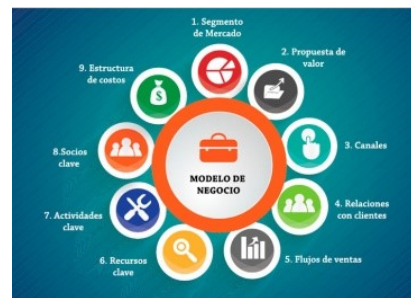 1. Segmento
de Mercado
2. Propuesta de
valor
3. Canales
4. Relaciones
con clientes
5. Flujos de ventas
6. Recursos
clave
7. Actividades
clave
8.Socios
clave
9. Estructura
de costos
MODELO DE
NEGOCIO